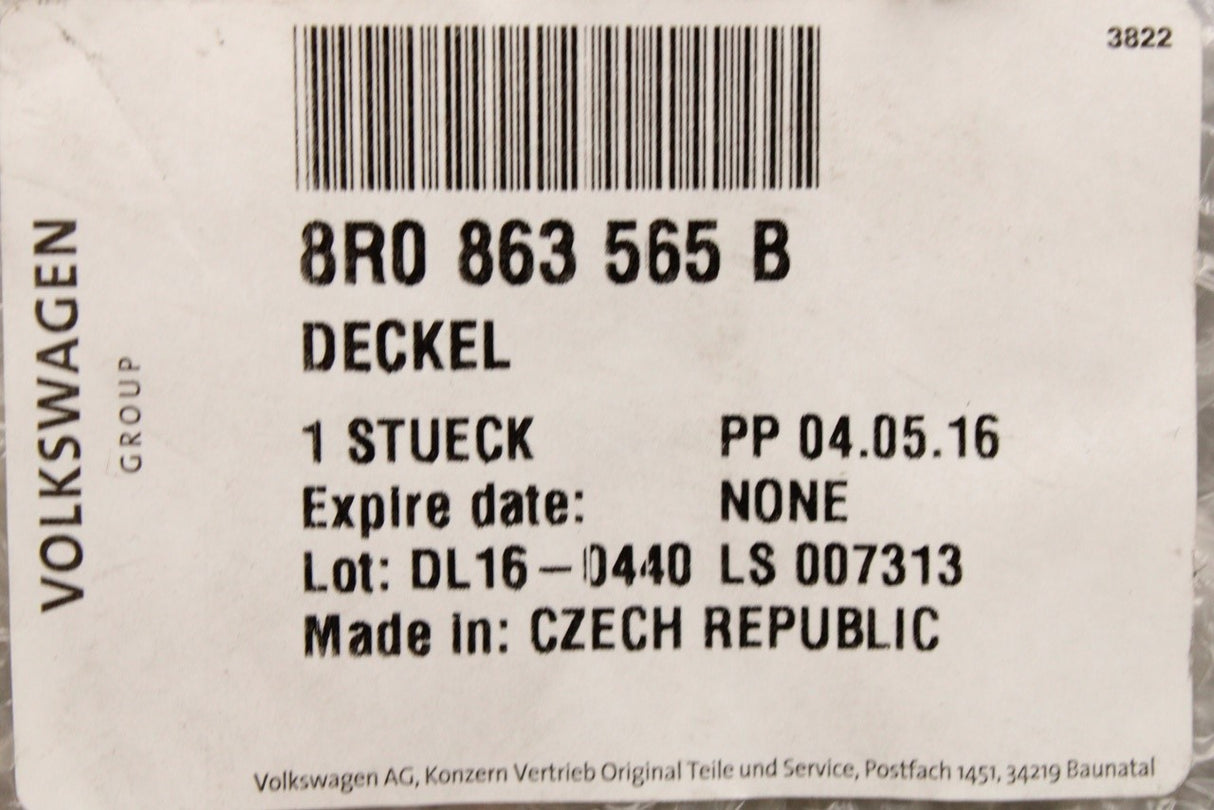 3822
VOLKSWAGEN
GROUP
8R0 863 565 B
DECKEL
1 STUECK PP 04.05.16
Expire date: NONE
Lot: DL16-0440 LS 007313
Made in: CZECH REPUBLIC
Volkswagen AG, Konzern Vertrieb Original Teile und Service, Postfach 1451, 34219 Baunatal